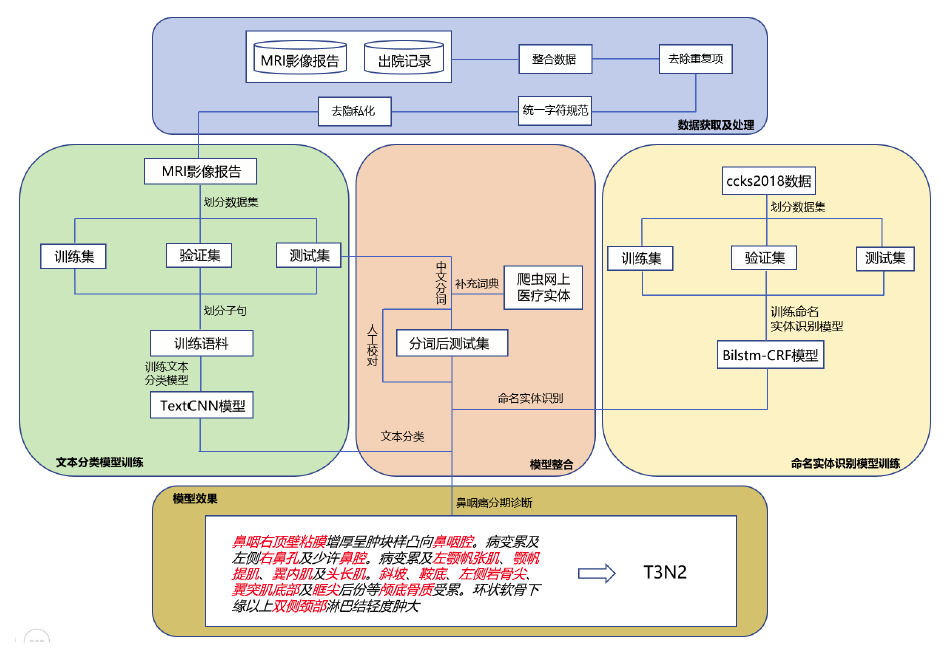 MRI影像报告
出院记录
整合数据
去除重复项
去隐私化
统一字符规范
数据获取及处理
MRI影像报告
划分数据集
训练集
验证集
测试集
划分子句
训练语料
训练文本
分类模型
TextCNN模型
文本分类模型训练
中文分词
补充词典
爬虫网上
医疗实体
人工校对
分词后测试集
命名实体识别
文本分类
模型整合
ccks2018数据
划分数据集
训练集
验证集
测试集
训练命名
实体识别模型
Bilstm-CRF模型
命名实体识别模型训练
模型效果
鼻咽癌分期诊断
鼻咽右顶壁粘膜增厚呈肿块样凸向鼻咽腔。病变累及
左侧右鼻孔及少许鼻腔。病变累及左颚帆张肌、颚帆
提肌、翼内肌及头长肌。斜坡、鞍底、左侧岩骨尖、
翼突肌底部及眶尖后份等颅底骨质受累。环状软骨下
缘以上双侧颈部淋巴结轻度肿大
T3N2